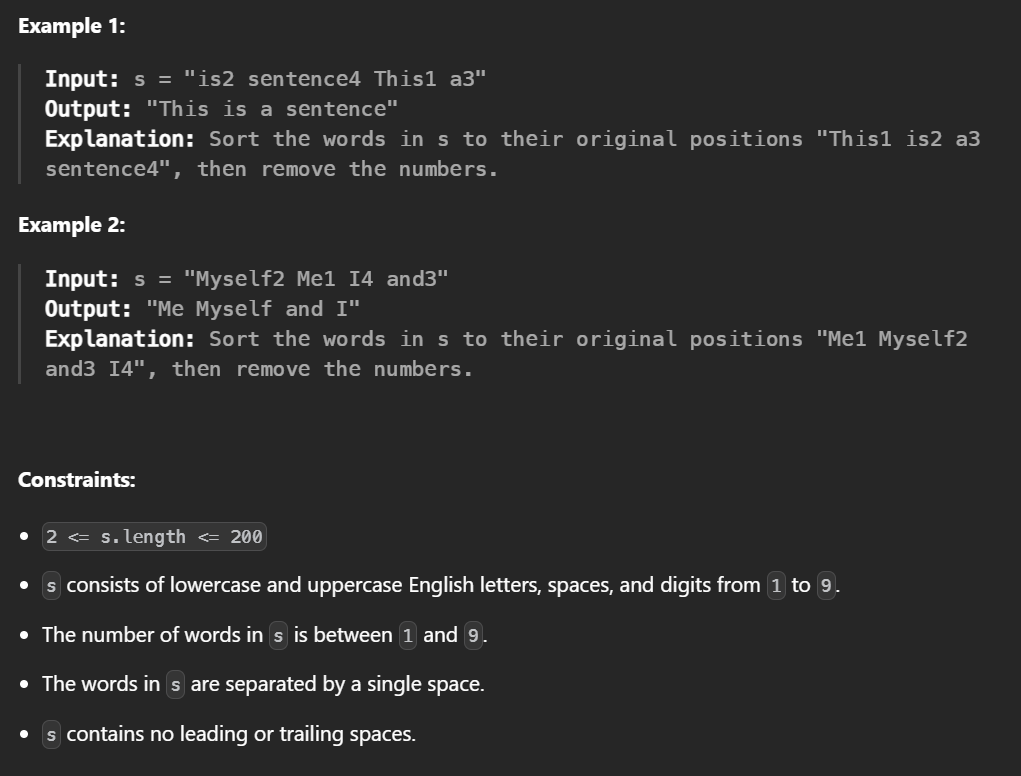 Example 1:
Input: s = "is2 sentence4 This1 a3"
Output: "This is a sentence"
Explanation: Sort the words in s to their original positions "This1 is2 a3
sentence4", then remove the numbers.
Example 2:
Input: s = "Myself2 Me1 I4 and3"
Output: "Me Myself and I"
Explanation: Sort the words in s to their original positions "Me1 Myself2
and3 I4", then remove the numbers.
Constraints:
• 2 <= s.length <= 200
• s consists of lowercase and uppercase English letters, spaces, and digits from 1 to 9.
• The number of words in s is between 1 and 9.
• The words in s are separated by a single space.
• s contains no leading or trailing spaces.